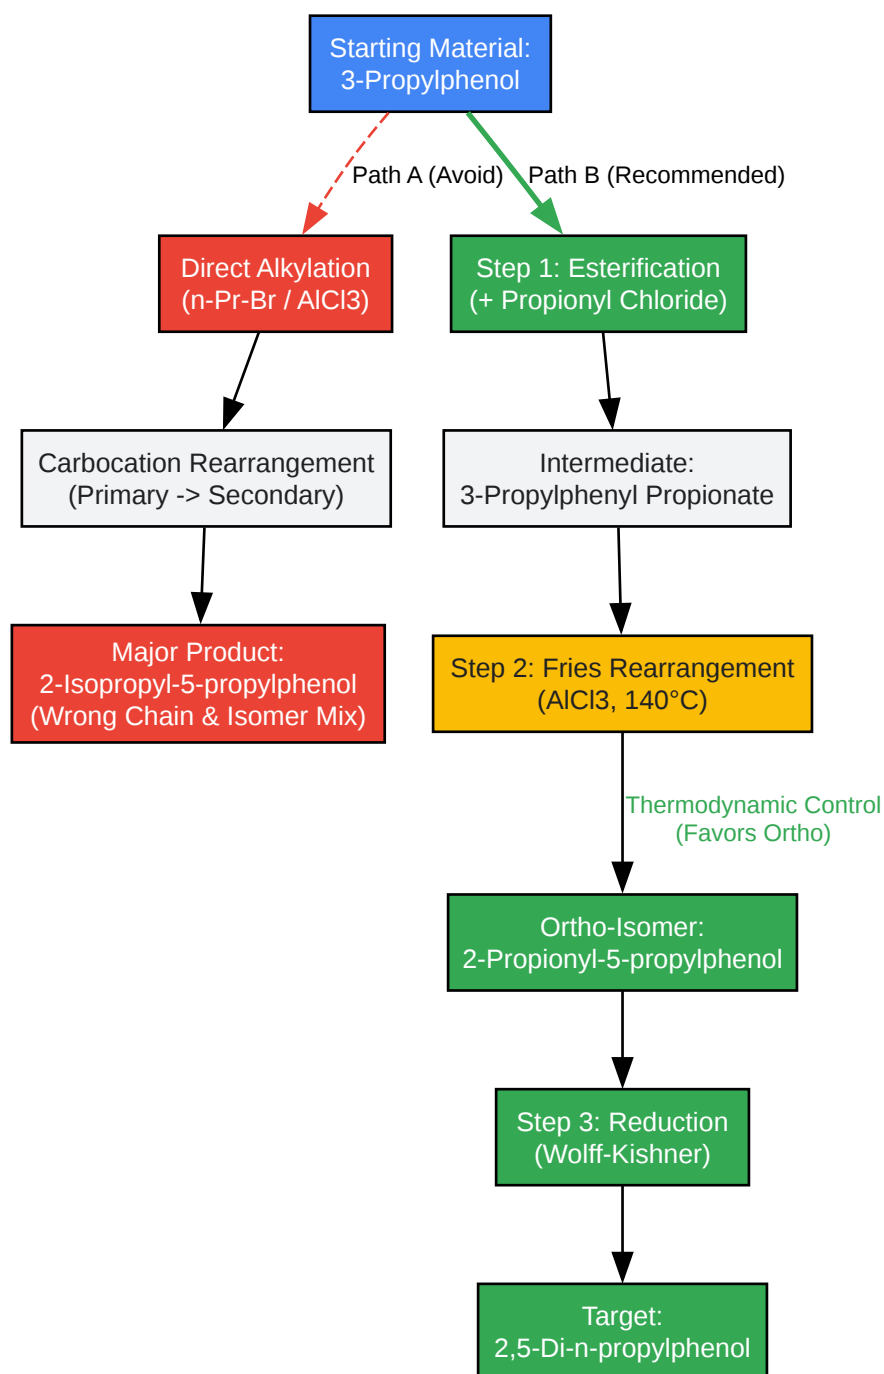 Starting Material:
3-Propylphenol
Path A (Avoid)
Path B (Recommended)
Direct Alkylation
(n-Pr-Br / AlCl3)
Step 1: Esterification
(+ Propionyl Chloride)
Carbocation Rearrangement
(Primary -> Secondary)
Intermediate:
3-Propylphenyl Propionate
Major Product:
2-Isopropyl-5-propylphenol
(Wrong Chain & Isomer Mix)
Step 2: Fries Rearrangement
(AlCl3, 140°C)
Thermodynamic Control
(Favors Ortho)
Ortho-Isomer:
2-Propionyl-5-propylphenol
Step 3: Reduction
(Wolff-Kishner)
Target:
2,5-Di-n-propylphenol